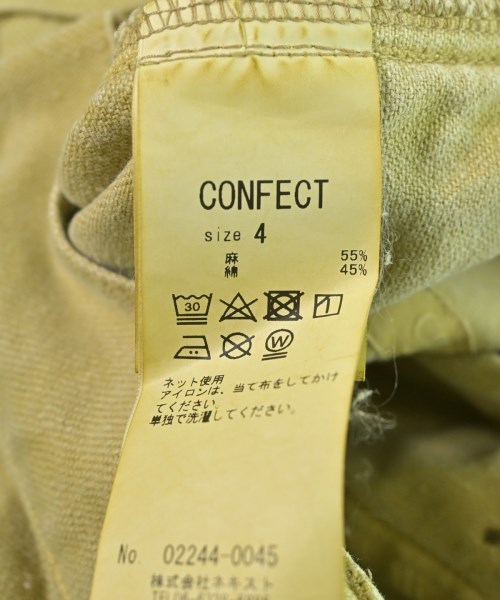 CONFECT
size 4
麻 55%
綿 45%
30
W
ネット使用
アイロンは、当て布をしてかけ
てください。
単独で洗濯してください。
No. 02244-0045
株式会社ネキスト